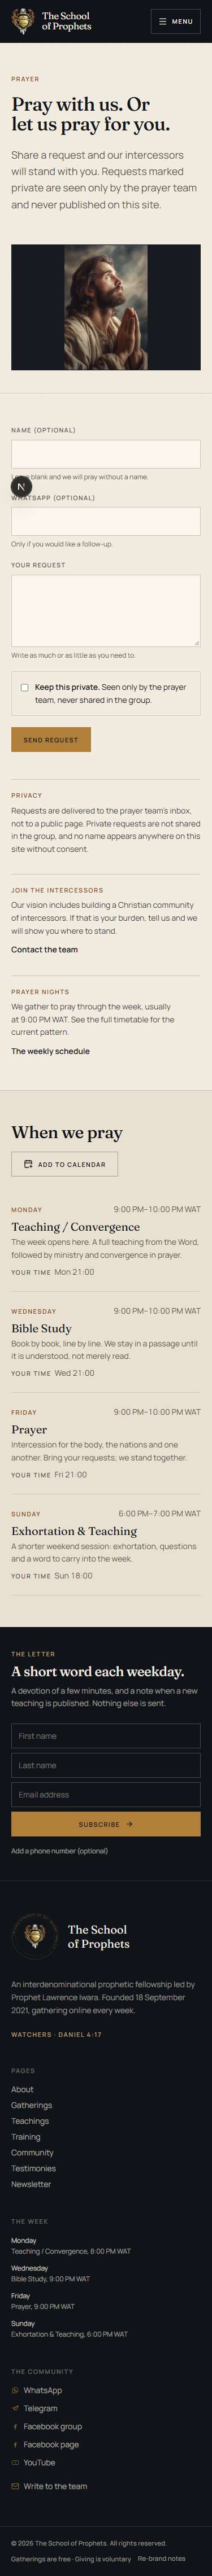 The School
of Prophets
MENU
PRAYER
Pray with us. Or
let us pray for you.
Share a request and our intercessors
will stand with you. Requests marked
private are seen only by the prayer team
and never published on this site.
NAME (OPTIONAL)
blank and we will pray without a name.
N
WHATSAPP (OPTIONAL)
Only if you would like a follow-up.
YOUR REQUEST
Write as much or as little as you need to.
Keep this private. Seen only by the prayer
team, never shared in the group.
SEND REQUEST
PRIVACY
Requests are delivered to the prayer team's inbox,
not to a public page. Private requests are not shared
in the group, and no name appears anywhere on this
site without consent.
JOIN THE INTERCESSORS
Our vision includes building a Christian community
of intercessors. If that is your burden, tell us and we
will show you where to stand.
Contact the team
PRAYER NIGHTS
We gather to pray through the week, usually
at 9:00 PM WAT. See the full timetable for the
current pattern.
The weekly schedule
When we pray
ADD TO CALENDAR
MONDAY 9:00 PM–10:00 PM WAT
Teaching / Convergence
The week opens here. A full teaching from the Word,
followed by ministry and convergence in prayer.
YOUR TIME Mon 21:00
WEDNESDAY 9:00 PM–10:00 PM WAT
Bible Study
Book by book, line by line. We stay in a passage until
it is understood, not merely read.
YOUR TIME Wed 21:00
FRIDAY 9:00 PM–10:00 PM WAT
Prayer
Intercession for the body, the nations and one
another. Bring your requests; we stand together.
YOUR TIME Fri 21:00
SUNDAY 6:00 PM–7:00 PM WAT
Exhortation & Teaching
A shorter weekend session: exhortation, questions
and a word to carry into the week.
YOUR TIME Sun 18:00
THE LETTER
A short word each weekday.
A devotion of a few minutes, and a note when a new
teaching is published. Nothing else is sent.
First name
Last name
Email address
SUBSCRIBE
Add a phone number (optional)
The School
of Prophets
An interdenominational prophetic fellowship led by
Prophet Lawrence Iwara. Founded 18 September
2021, gathering online every week.
WATCHERS · DANIEL 4:17
PAGES
About
Gatherings
Teachings
Training
Community
Testimonies
Newsletter
THE WEEK
Monday
Teaching / Convergence, 8:00 PM WAT
Wednesday
Bible Study, 9:00 PM WAT
Friday
Prayer, 9:00 PM WAT
Sunday
Exhortation & Teaching, 6:00 PM WAT
THE COMMUNITY
WhatsApp
Telegram
Facebook group
Facebook page
YouTube
Write to the team
© 2026 The School of Prophets. All rights reserved.
Gatherings are free · Giving is voluntary Re-brand notes